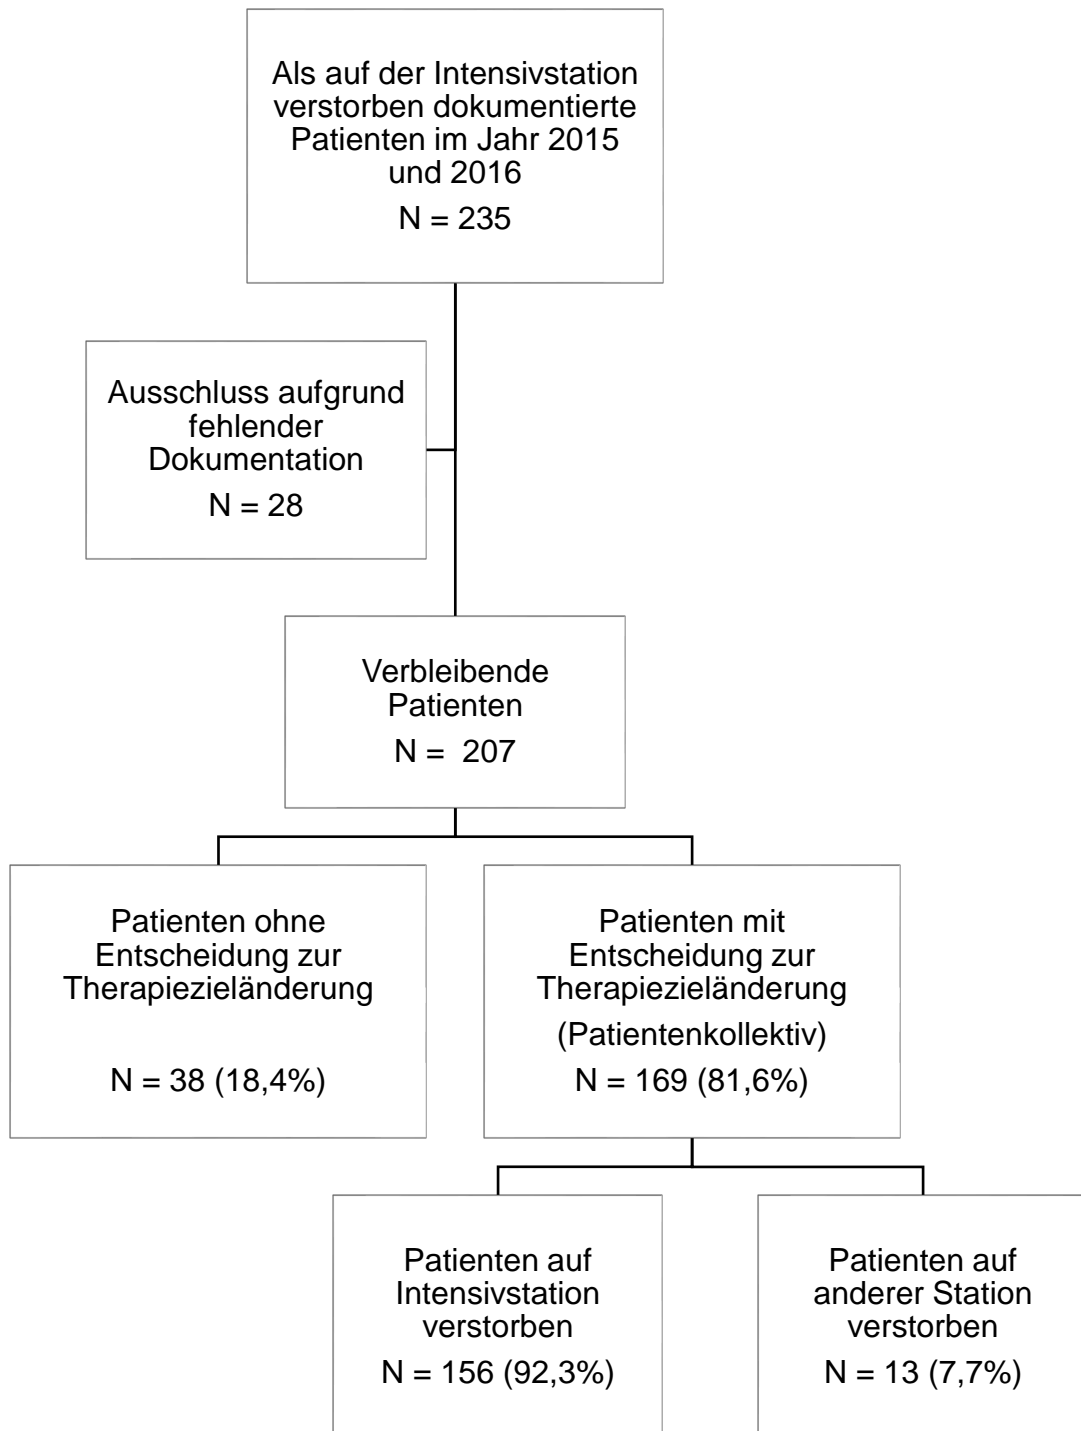 Als auf der Intensivstation
verstorben dokumentierte
Patienten im Jahr 2015
und 2016
N = 235
Ausschluss aufgrund
fehlender
Dokumentation
N = 28
Verbleibende
Patienten
N =  207
Patienten ohne
Entscheidung zur
Therapiezieländerung
N = 38 (18,4%)
Patienten mit
Entscheidung zur
Therapiezieländerung
(Patientenkollektiv)
N = 169 (81,6%)
Patienten auf
Intensivstation
verstorben
N = 156 (92,3%)
Patienten auf
anderer Station
verstorben
N = 13 (7,7%)